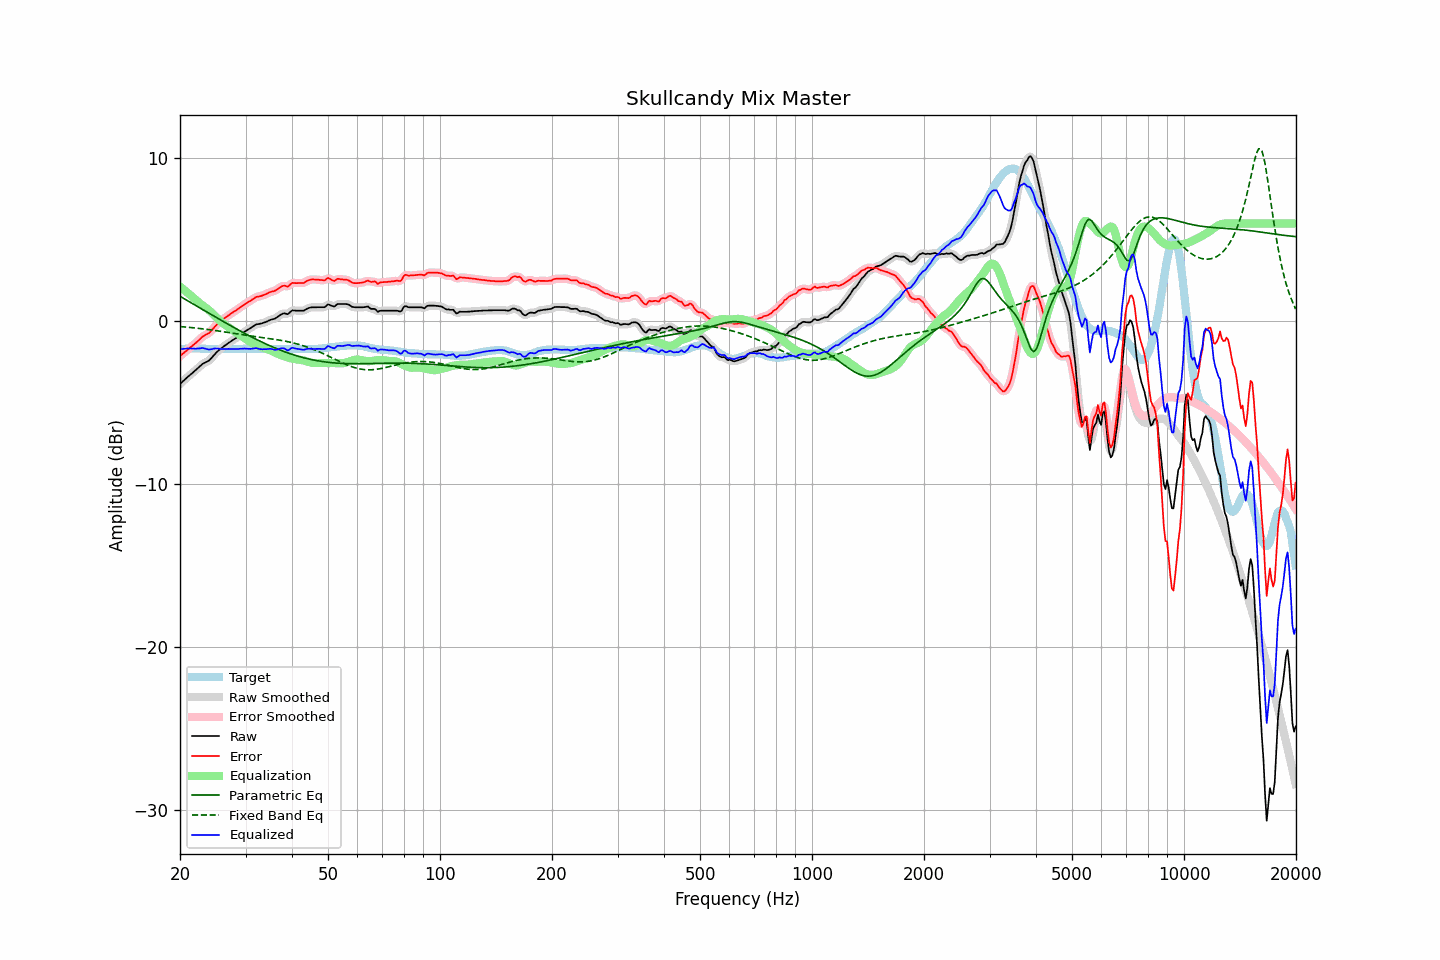 Skullcandy Mix Master
10
0
−10
−20
−30
Amplitude (dBr)
Target
Raw Smoothed
Error Smoothed
Raw
Error
Equalization
Parametric Eq
Fixed Band Eq
Equalized
20 50 100 200 500 1000 2000 5000 10000 20000
Frequency (Hz)